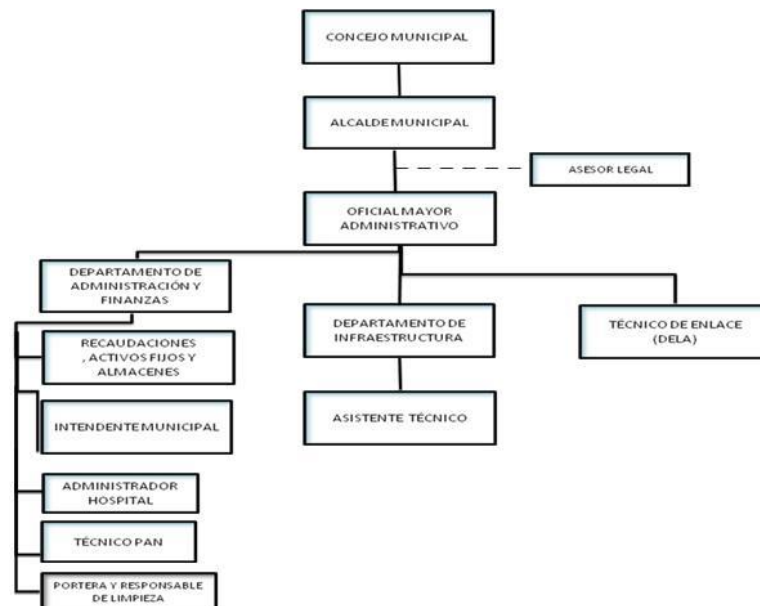 CONCEJO MUNICIPAL
ALCALDE MUNICIPAL
ASESOR LEGAL
OFICIAL MAYOR
ADMINISTRATIVO
DEPARTAMENTO DE
ADMINISTRACIÓN Y
FINANZAS
DEPARTAMENTO DE
INFRAESTRUCTURA
TÉCNICO DE ENLACE
(DELA)
RECAUDACIONES
, ACTIVOS FIJOS Y
ALMACENES
INTENDENTE MUNICIPAL
ASISTENTE TÉCNICO
ADMINISTRADOR
HOSPITAL
TÉCNICO PAN
PORTERA Y RESPONSABLE
DE LIMPIEZA